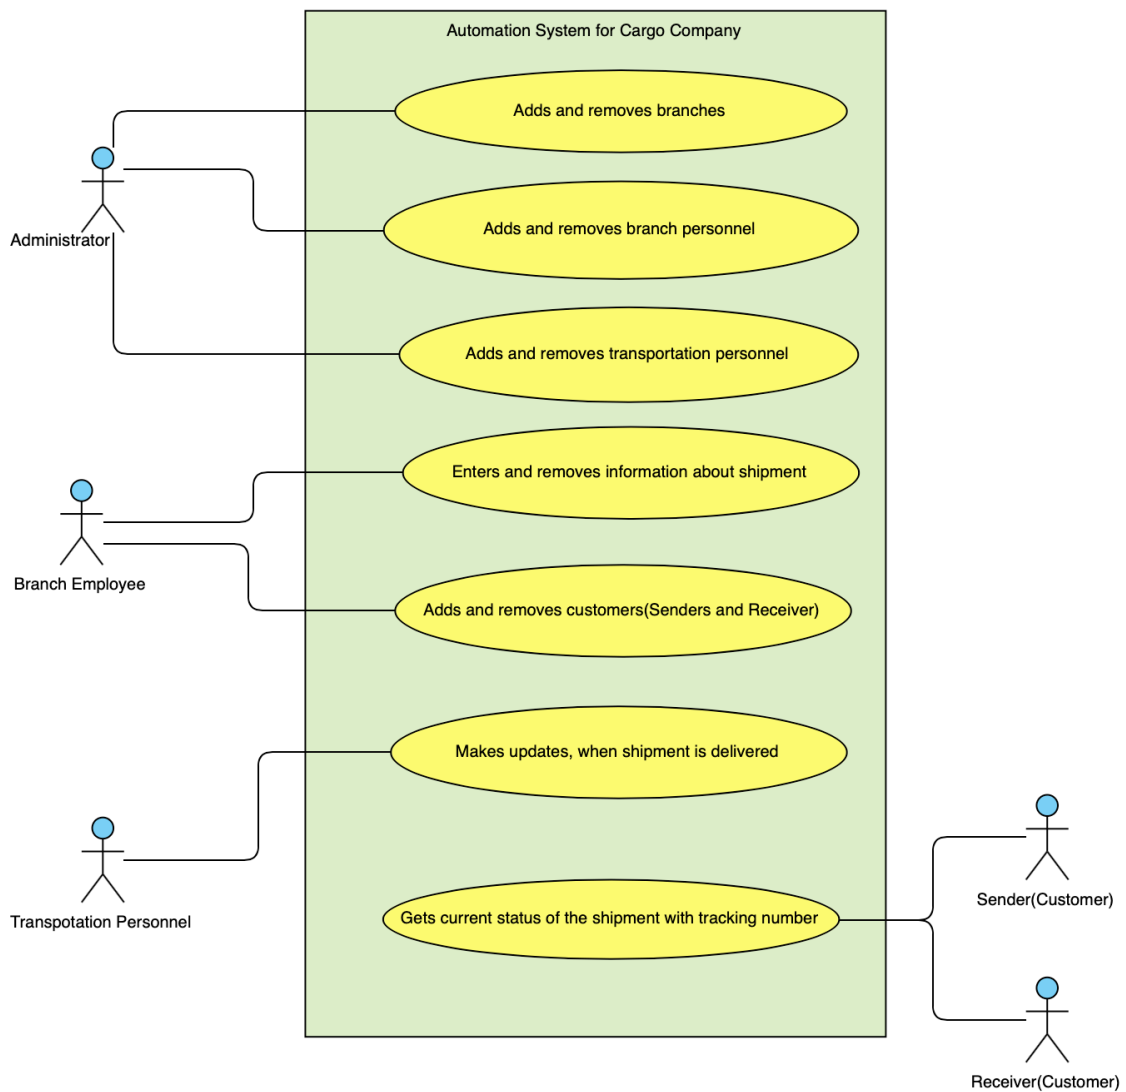 Automation System for Cargo Company
Adds and removes branches
Adds and removes branch personnel
Administrator
Adds and removes transportation personnel
Enters and removes information about shipment
Branch Employee
Adds and removes customers(Senders and Receiver)
Makes updates, when shipment is delivered
Transpotation Personnel
Gets current status of the shipment with tracking number
Sender(Customer)
Receiver(Customer)